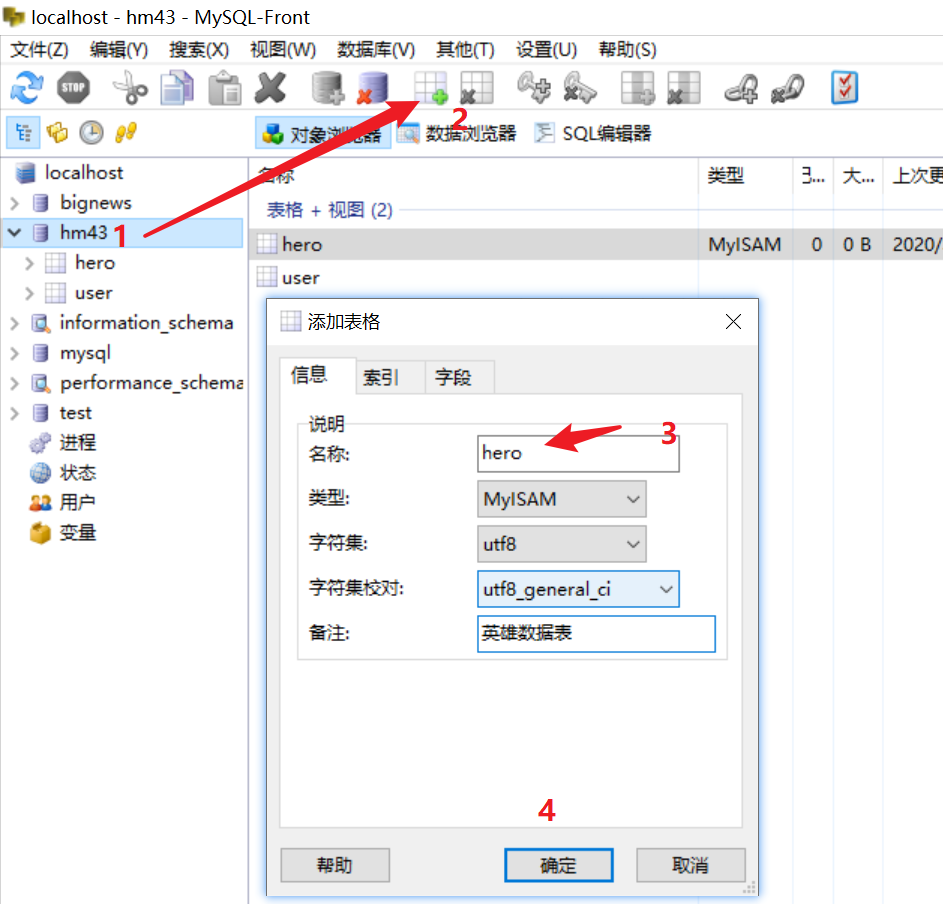 localhost - hm43 - MySQL-Front
文件(Z) 编辑(Y) 搜索(X) 视图(W) 数据库(V) 其他(T) 设置(U) 帮助(S)
STOP
对象浏览器 数据浏览器 SQL编辑器
2
localhost
bignews
hm43
1
hero
user
information_schema
mysql
performance_schema
test
进程
状态
用户
变量
名称 类型 大... 上次更
表格 + 视图 (2)
hero MyISAM 0 0 B 2020/
user
添加表格
信息 索引 字段
说明
名称: hero
3
类型: MyISAM
字符集: utf8
字符集校对: utf8_general_ci
备注: 英雄数据表
4
帮助 确定 取消